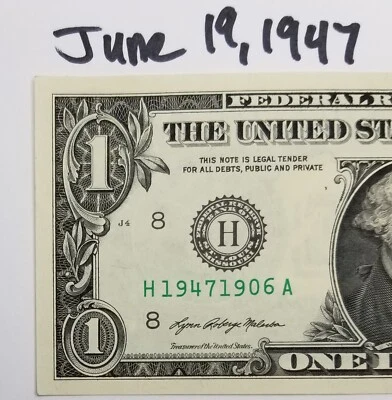 June 19, 1947
FEDERAL R
THE UNITED ST
THIS NOTE IS LEGAL TENDER
FOR ALL DEBTS, PUBLIC AND PRIVATE
1
J4
8
H
H 19471906 A
8
Treasurer of the United States.
1
ONE